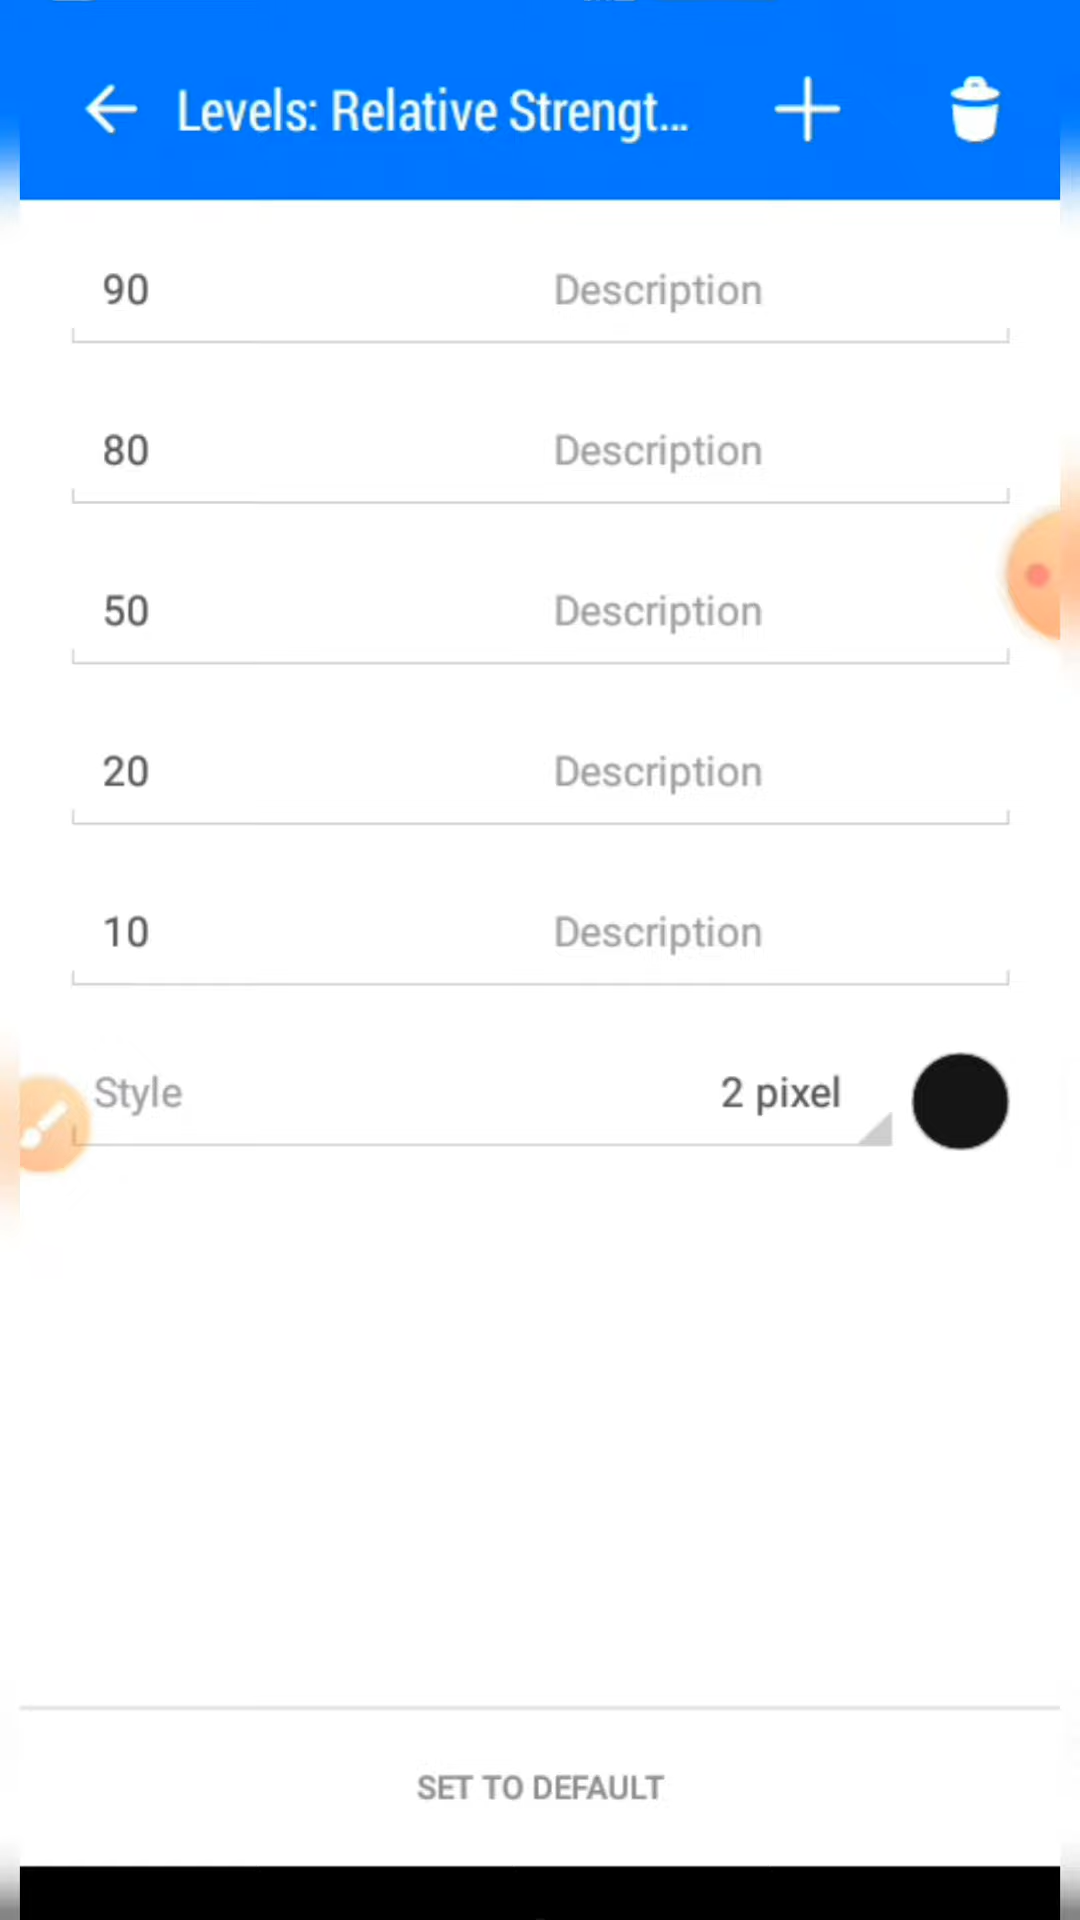 Levels: Relative Strengt...
90 Description
80 Description
50 Description
20 Description
10 Description
Style 2 pixel
SET TO DEFAULT